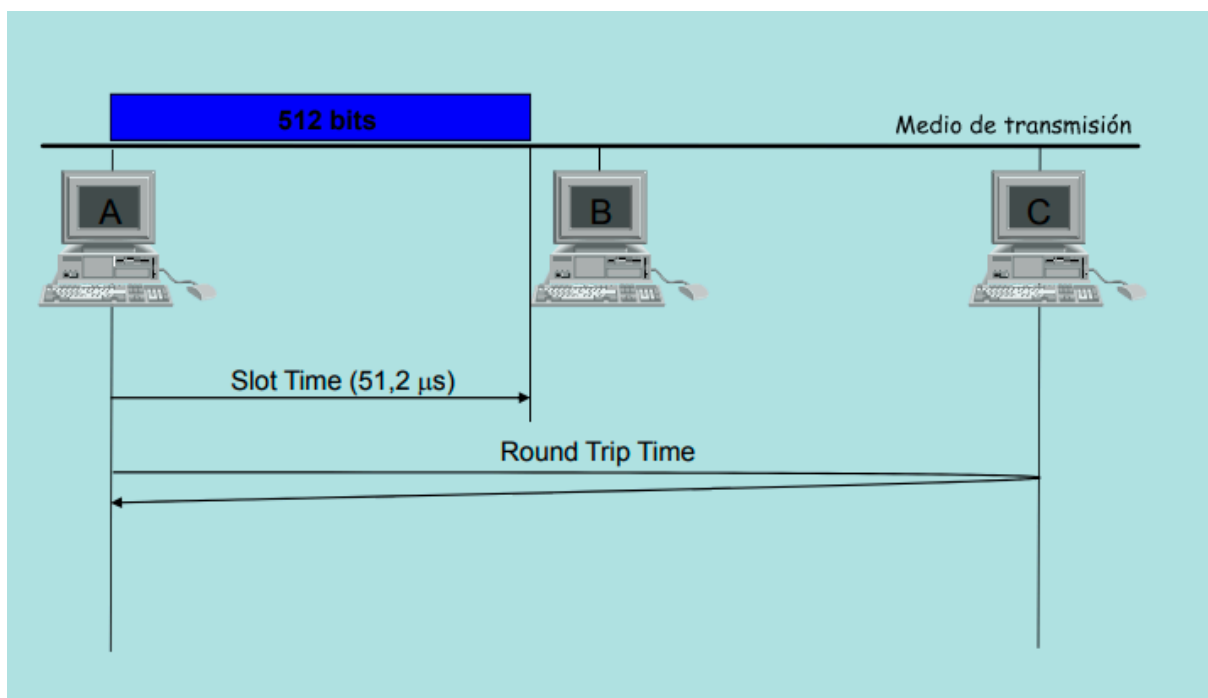 512 bits
Medio de transmisión
A
B
C
Slot Time (51,2 μs)
Round Trip Time